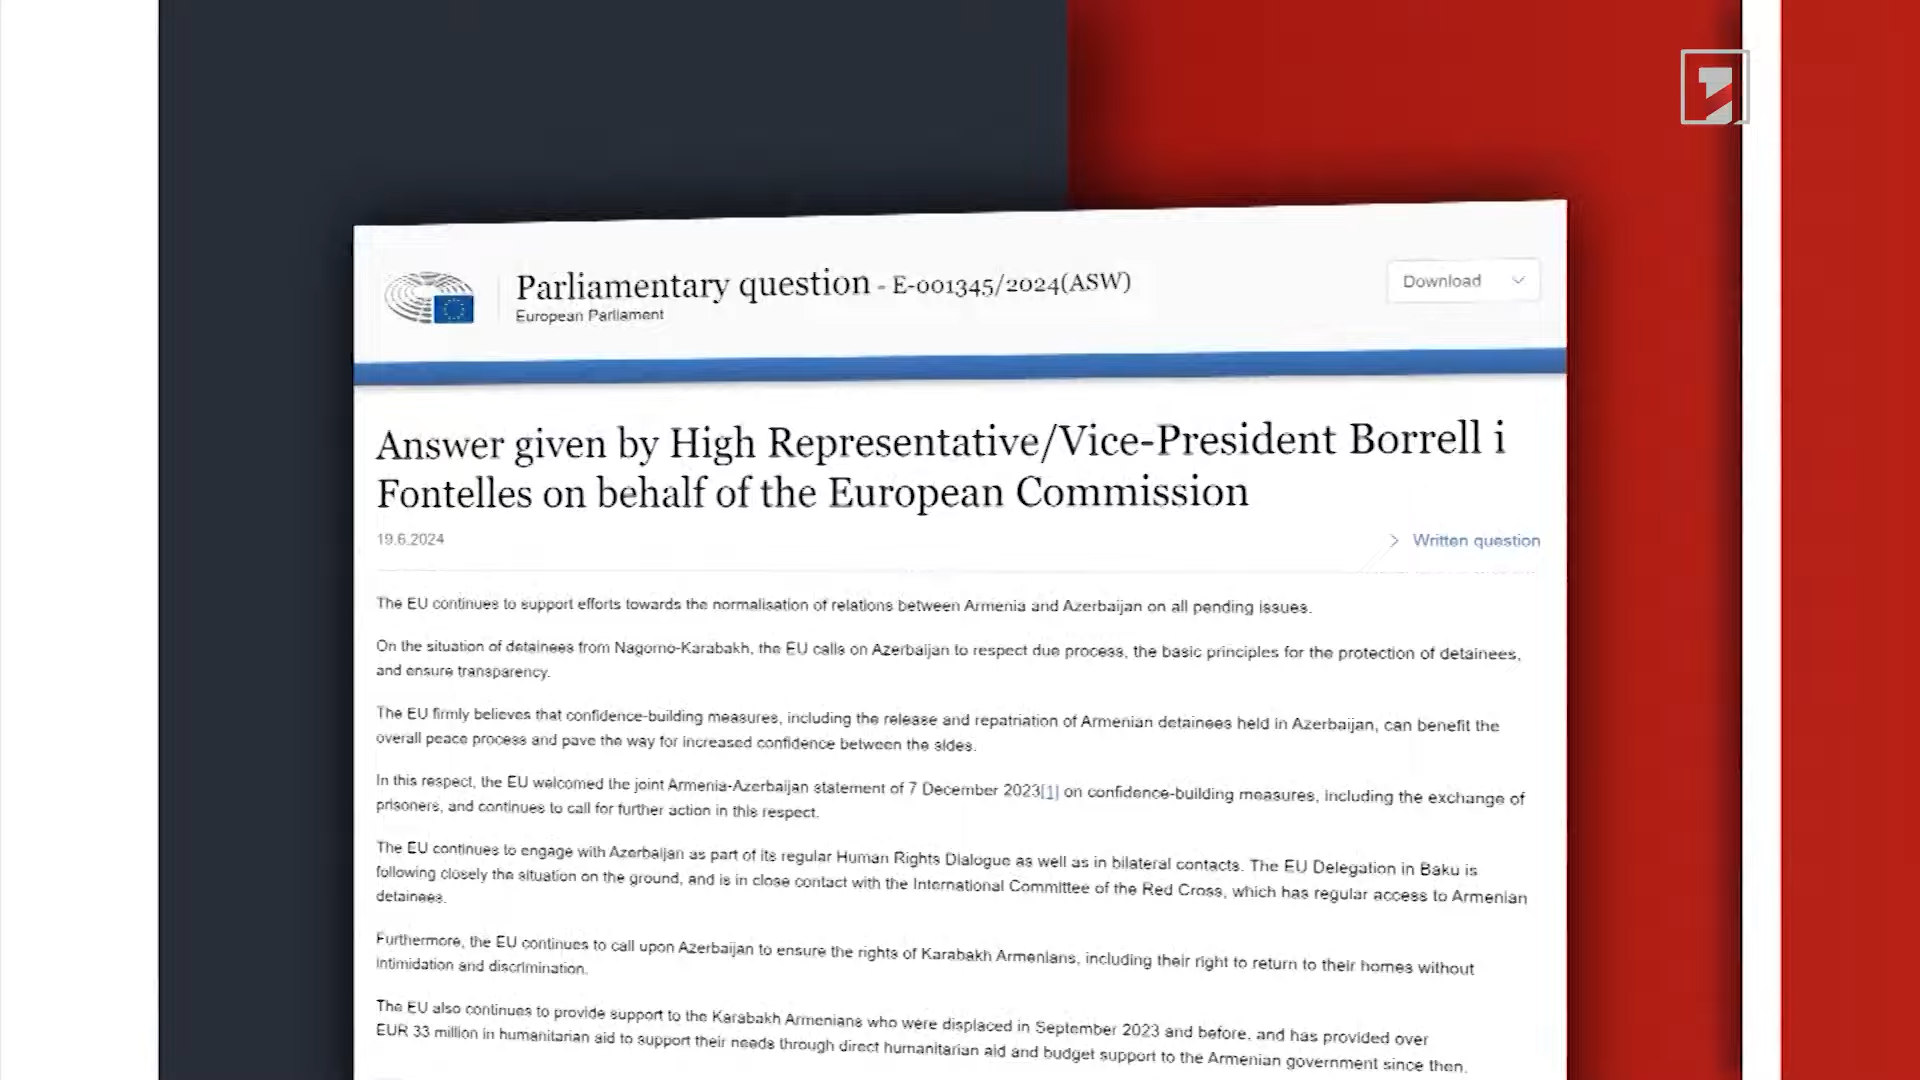 Parliamentary question - E-001345/2024(ASW)
European Parliament
Download
Answer given by High Representative/Vice-President Borrell i
Fontelles on behalf of the European Commission
19.6.2024
Written question
The EU continues to support efforts towards the normalisation of relations between Armenia and Azerbaijan on all pending issues.
On the situation of detainees from Nagorno-Karabakh, the EU calls on Azerbaijan to respect due process, the basic principles for the protection of detainees,
and ensure transparency.
The EU firmly believes that confidence-building measures, including the release and repatriation of Armenian detainees held in Azerbaijan, can benefit the
overall peace process and pave the way for increased confidence between the sides.
In this respect, the EU welcomed the joint Armenia-Azerbaijan statement of 7 December 2023[1] on confidence-building measures, including the exchange of
prisoners, and continues to call for further action in this respect.
The EU continues to engage with Azerbaijan as part of its regular Human Rights Dialogue as well as in bilateral contacts. The EU Delegation in Baku is
following closely the situation on the ground, and is in close contact with the International Committee of the Red Cross, which has regular access to Armenian
detainees.
Furthermore, the EU continues to call upon Azerbaijan to ensure the rights of Karabakh Armenians, including their right to return to their homes without
intimidation and discrimination.
The EU also continues to provide support to the Karabakh Armenians who were displaced in September 2023 and before, and has provided over
EUR 33 million in humanitarian aid to support their needs through direct humanitarian aid and budget support to the Armenian government since then.